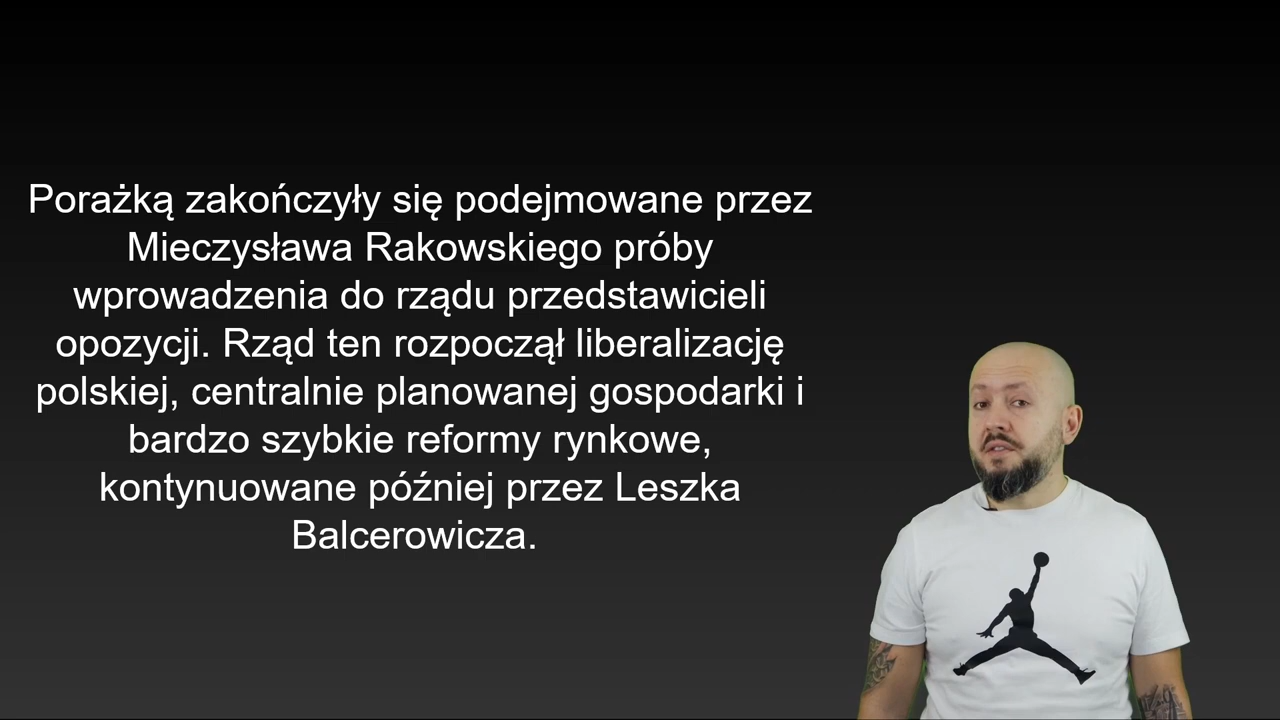 Porażką zakończyły się podejmowane przez
Mieczysława Rakowskiego próby
wprowadzenia do rządu przedstawicieli
opozycji. Rząd ten rozpoczął liberalizację
polskiej, centralnie planowanej gospodarki i
bardzo szybkie reformy rynkowe,
kontynuowane później przez Leszka
Balcerowicza.